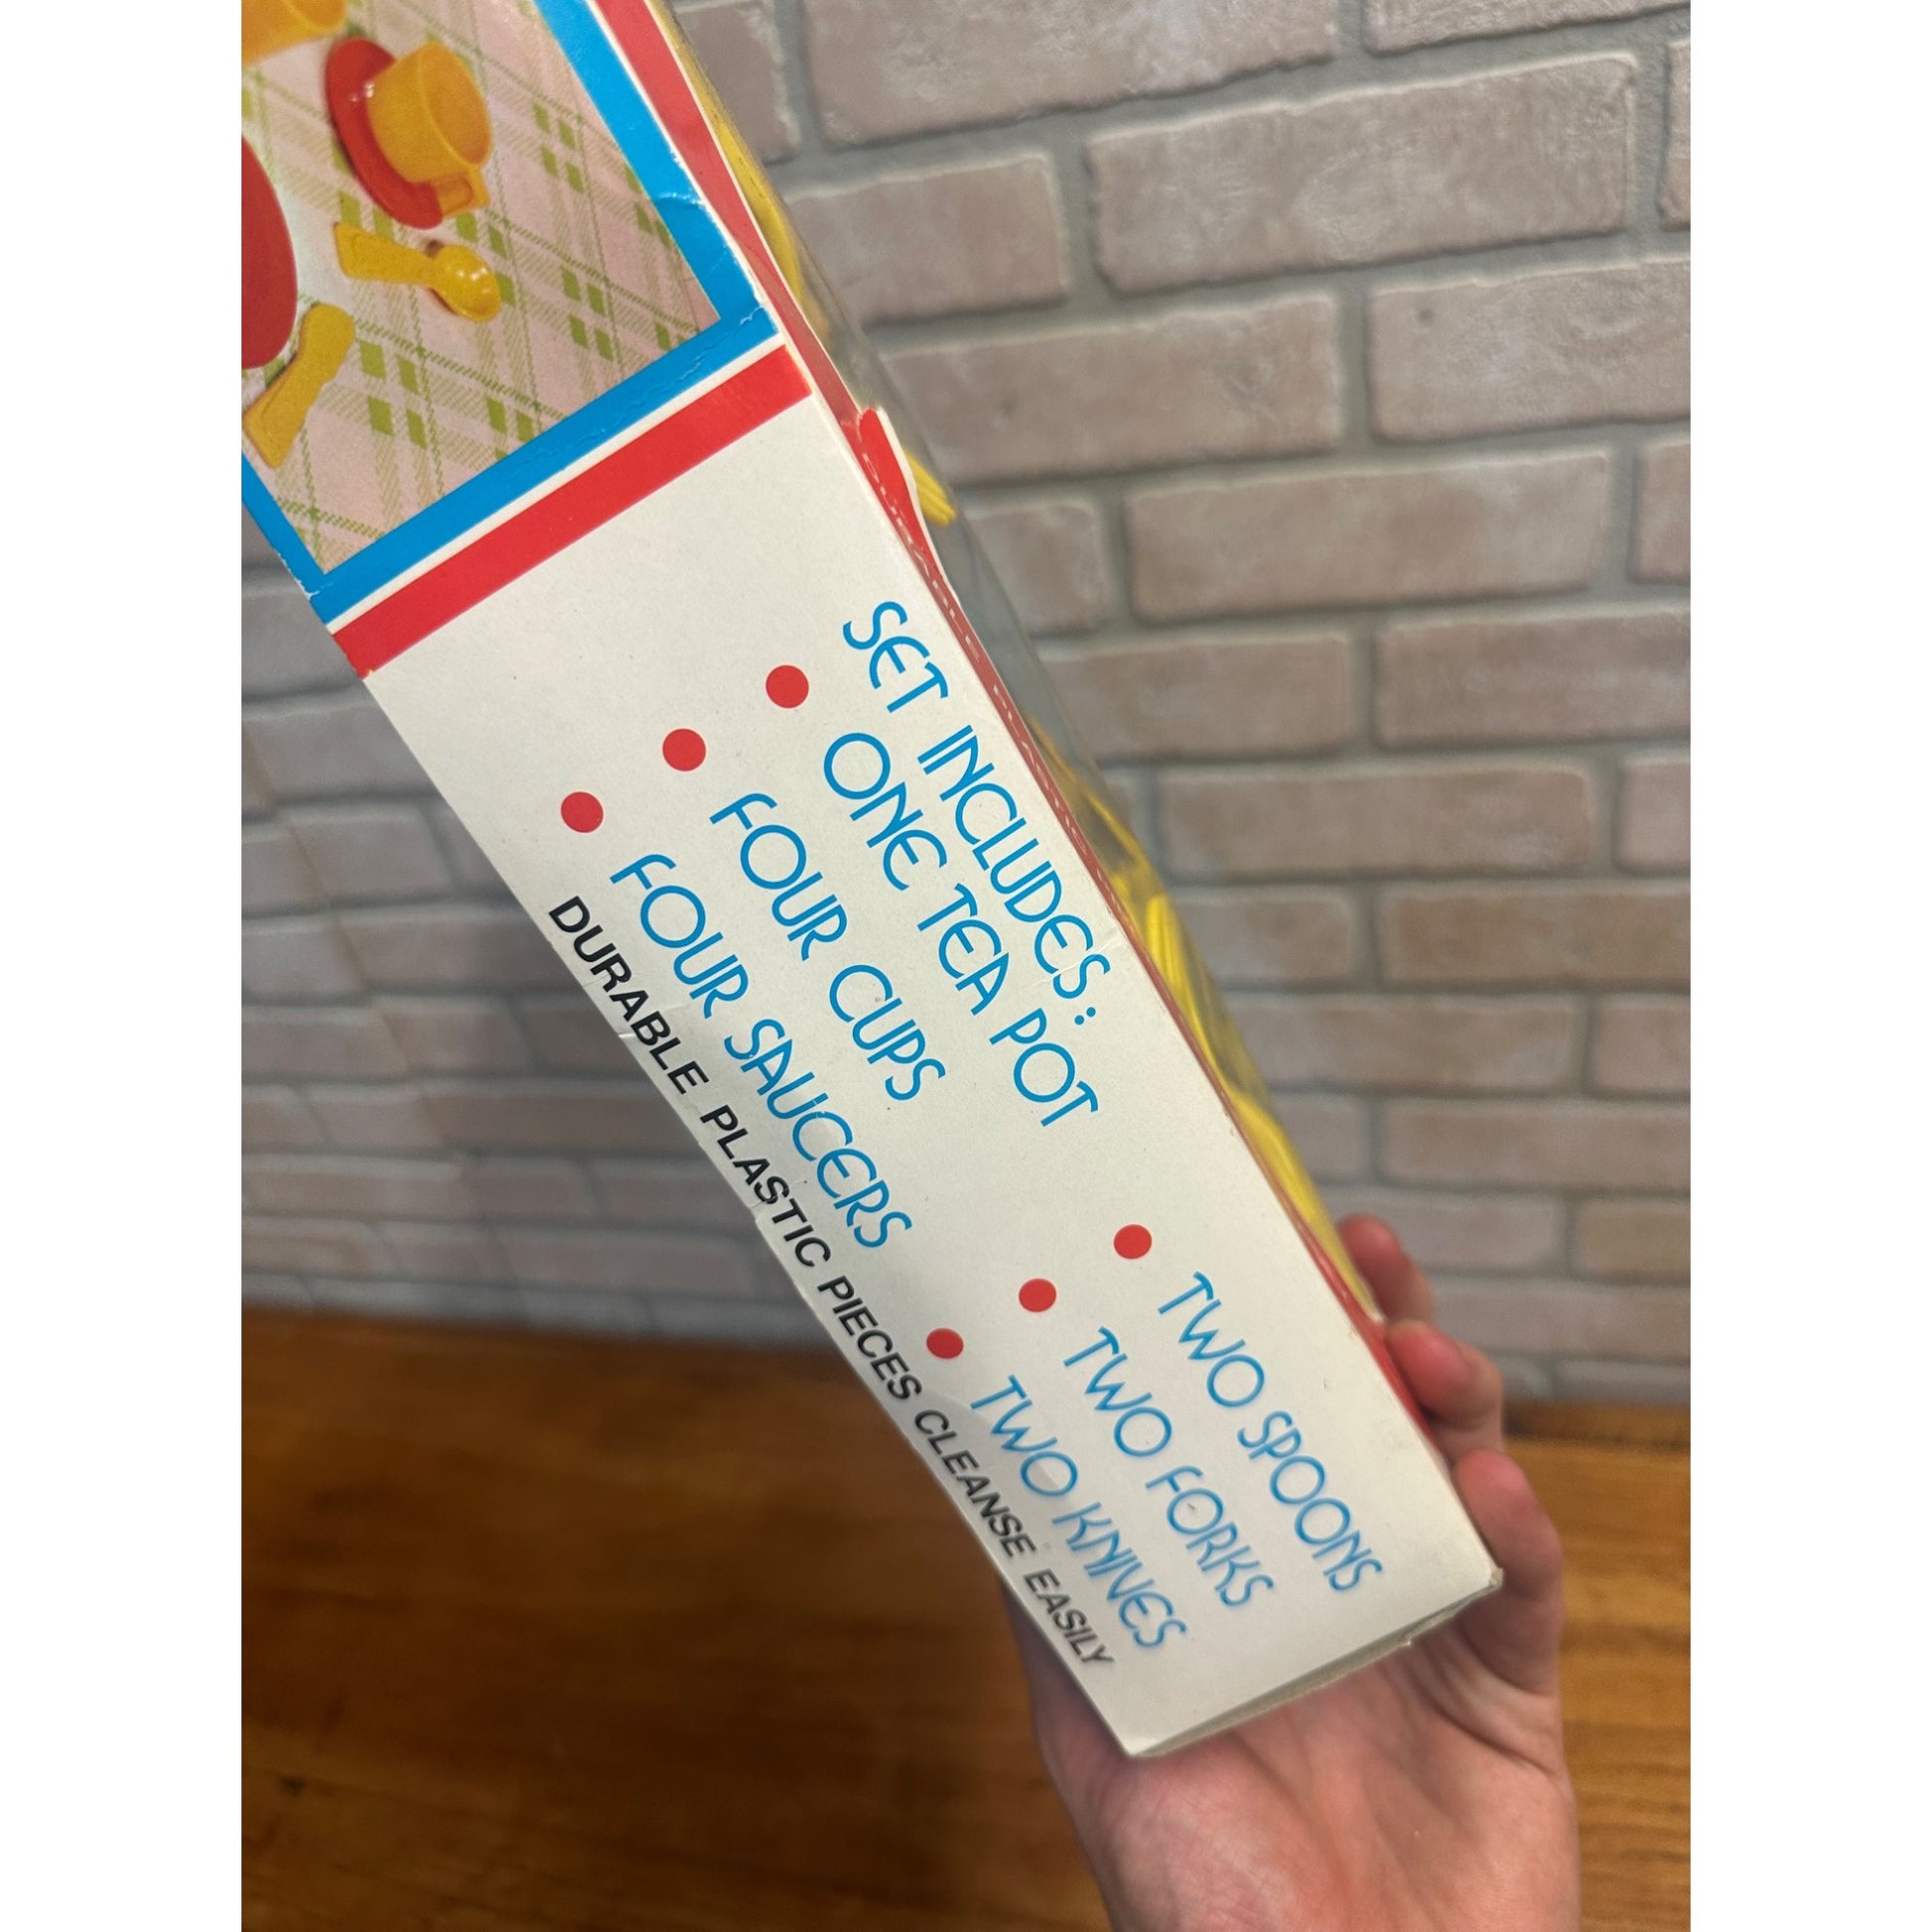 SET INCLUDES:
• ONE TEA POT
• FOUR CUPS
• FOUR SAUCERS
• TWO SPOONS
• TWO FORKS
• TWO KNIVES
DURABLE PLASTIC PIECES CLEANSE EASILY